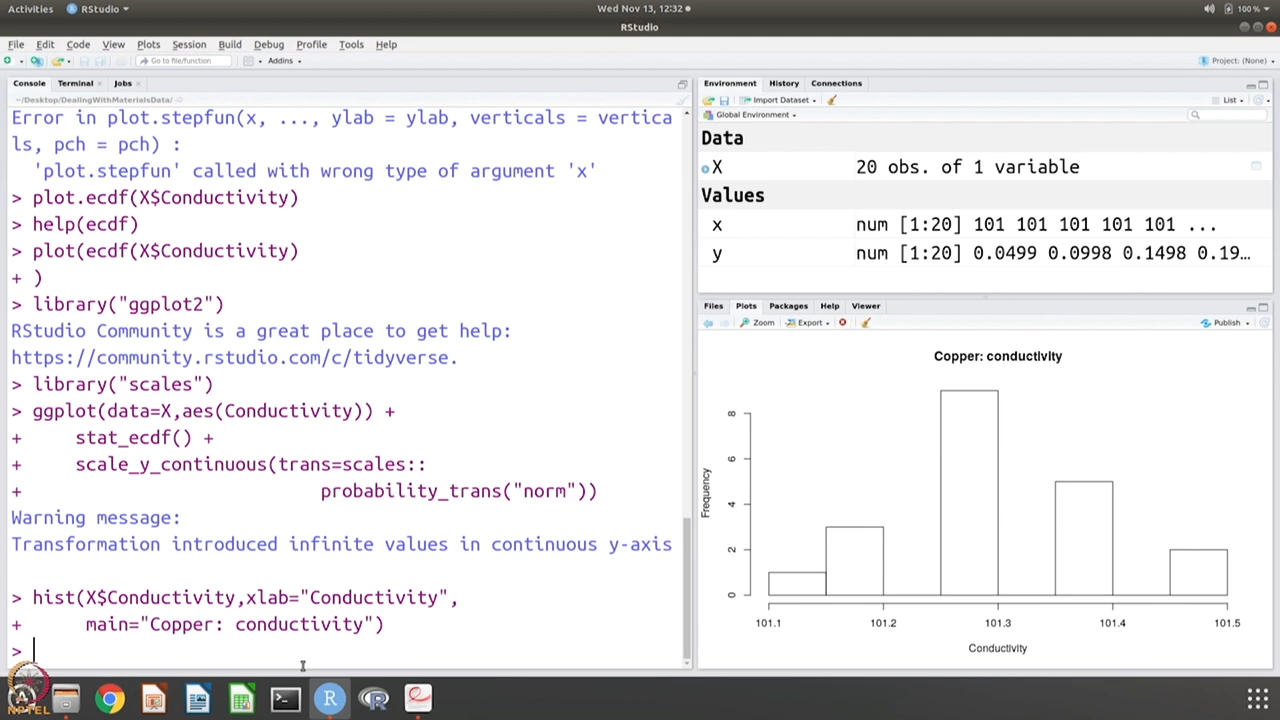 Activities RStudio Wed Nov 13, 12:32 100 %
RStudio
File Edit Code View Plots Session Build Debug Profile Tools Help
Go to file/function Addins Project: (None)
Console Terminal Jobs
~/Desktop/DealingWithMaterialsData/
Error in plot.stepfun(x, ..., ylab = ylab, verticals = vertica
ls, pch = pch) :
'plot.stepfun' called with wrong type of argument 'x'
> plot.ecdf(X$Conductivity)
> help(ecdf)
> plot(ecdf(X$Conductivity)
+ )
> library("ggplot2")
RStudio Community is a great place to get help:
https://community.rstudio.com/c/tidyverse.
> library("scales")
> ggplot(data=X,aes(Conductivity)) +
+ stat_ecdf() +
+ scale_y_continuous(trans=scales::
+ probability_trans("norm"))
Warning message:
Transformation introduced infinite values in continuous y-axis
> hist(X$Conductivity,xlab="Conductivity",
+ main="Copper: conductivity")
>
Environment History Connections
Import Dataset List
Global Environment
Data
X 20 obs. of 1 variable
Values
x num [1:20] 101 101 101 101 101 ...
y num [1:20] 0.0499 0.0998 0.1498 0.19…
Files Plots Packages Help Viewer
Zoom Export Publish
Copper: conductivity
Frequency
8
6
4
2
0
101.1 101.2 101.3 101.4 101.5
Conductivity
NPTEL